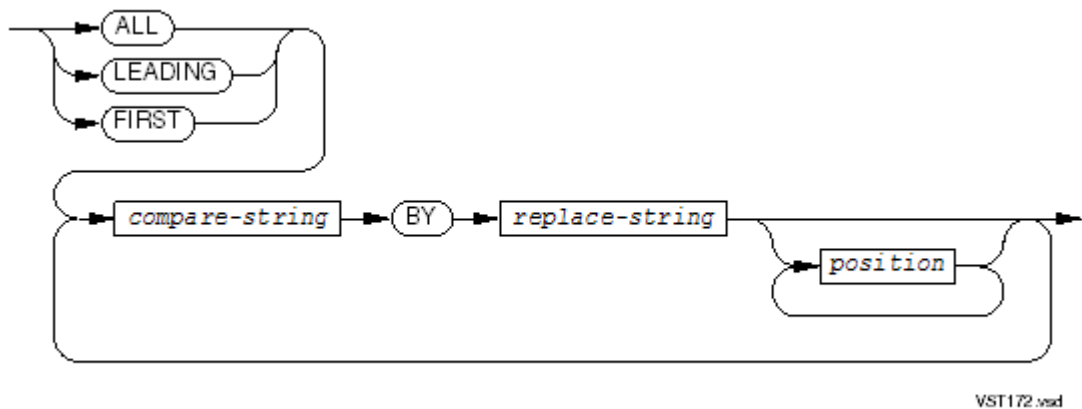 ALL
LEADING
FIRST
compare-string BY replace-string
position
VST172.vsd